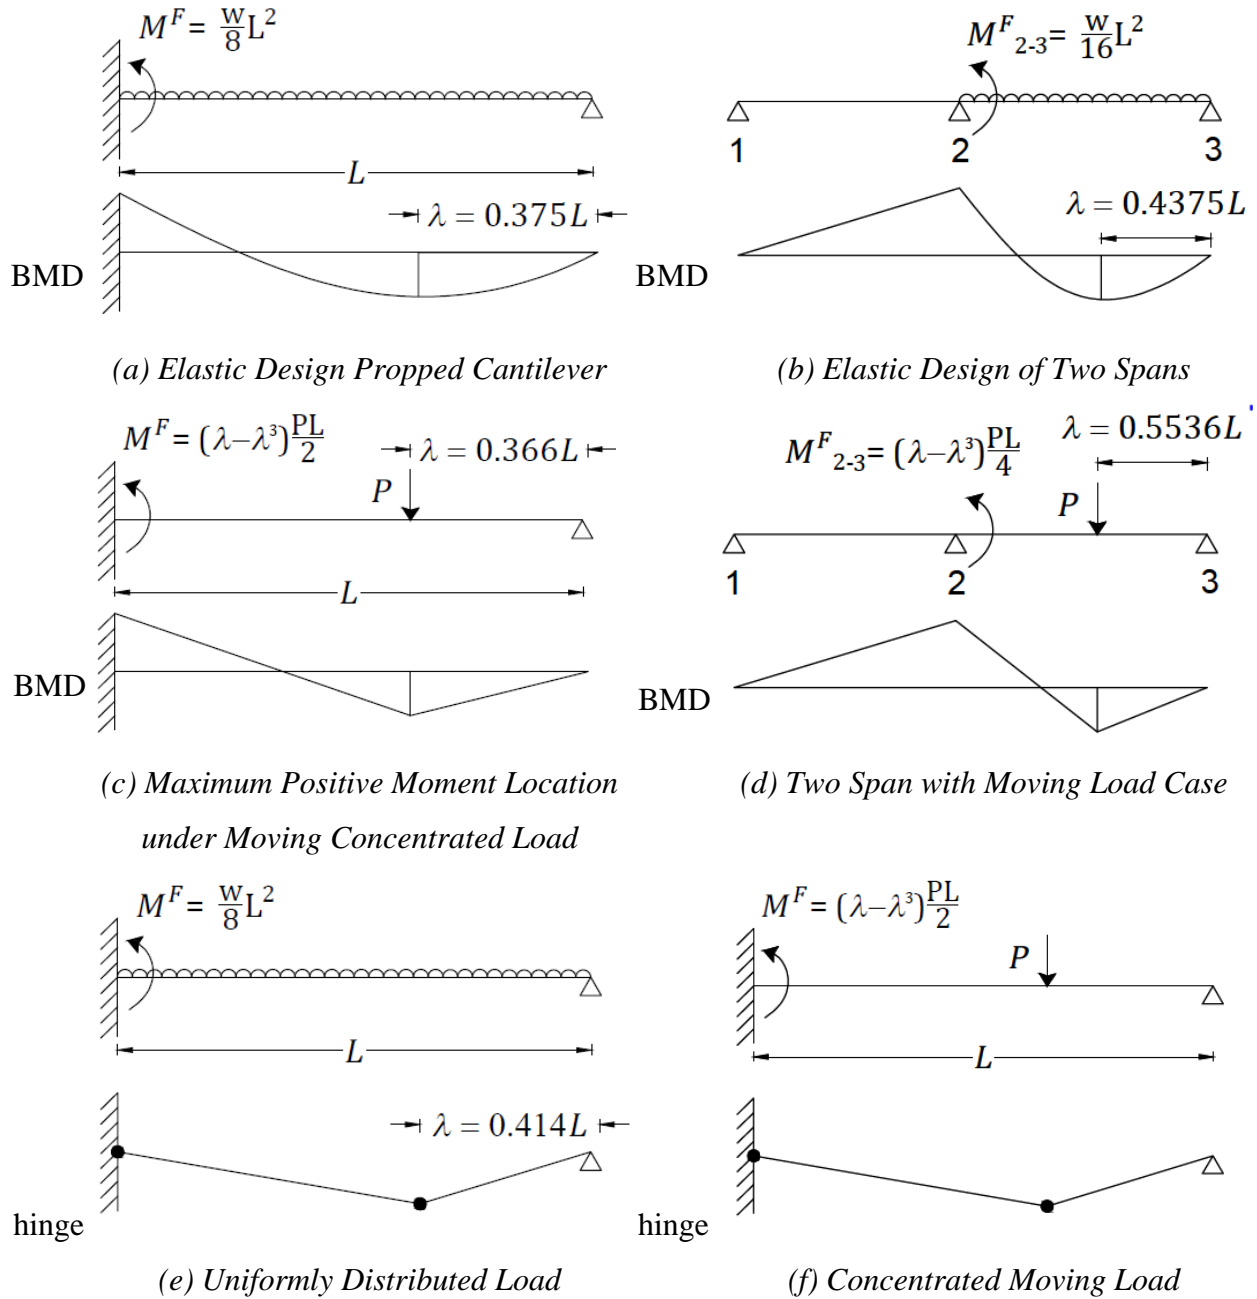 M^F = w/8 L²
L
λ = 0.375L
BMD
(a) Elastic Design Propped Cantilever
M^F_2-3 = w/16 L²
1 2 3
λ = 0.4375L
BMD
(b) Elastic Design of Two Spans
M^F = (λ–λ³) PL/2
λ = 0.366L
P
L
BMD
(c) Maximum Positive Moment Location
under Moving Concentrated Load
λ = 0.5536L
M^F_2-3 = (λ–λ³) PL/4
P
1 2 3
BMD
(d) Two Span with Moving Load Case
M^F = w/8 L²
L
λ = 0.414L
hinge
(e) Uniformly Distributed Load
M^F = (λ–λ³) PL/2
P
L
hinge
(f) Concentrated Moving Load